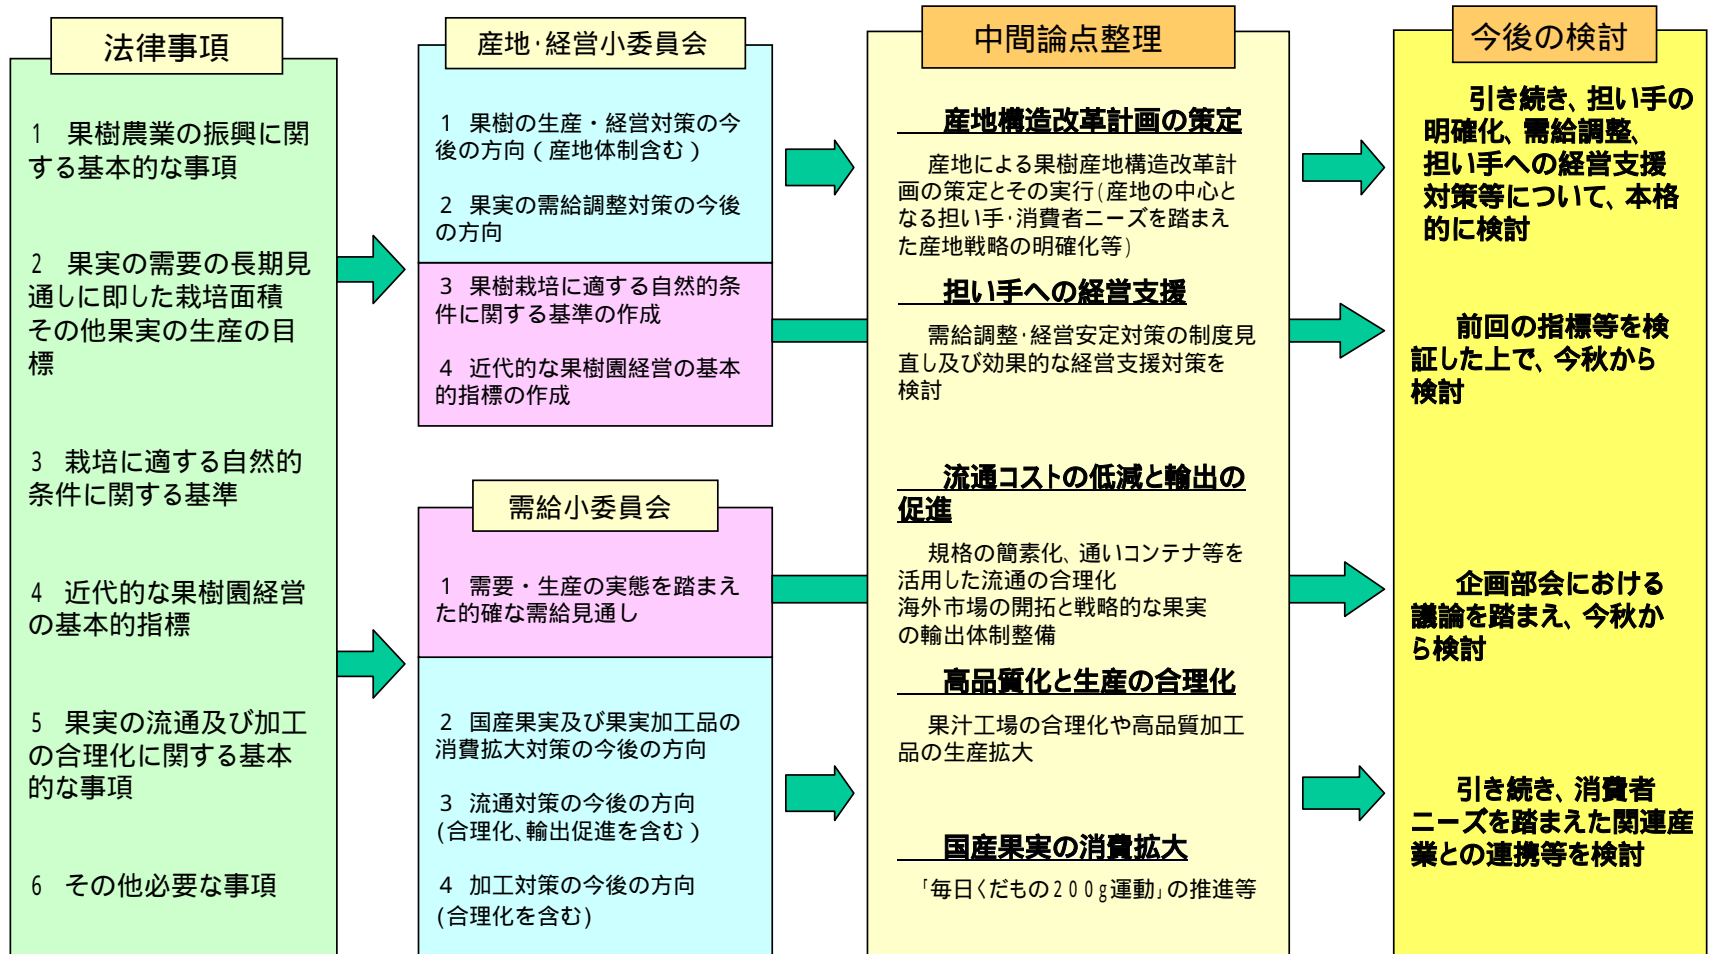 法律事項
1 果樹農業の振興に関
する基本的な事項
2 果実の需要の長期見
通しに即した栽培面積
その他果実の生産の目
標
3 栽培に適する自然的
条件に関する基準
4 近代的な果樹園経営
の基本的指標
5 果実の流通及び加工
の合理化に関する基本
的な事項
6 その他必要な事項
産地･経営小委員会
1 果樹の生産・経営対策の今
後の方向（産地体制含む）
2 果実の需給調整対策の今後
の方向
3 果樹栽培に適する自然的条
件に関する基準の作成
4 近代的な果樹園経営の基本
的指標の作成
需給小委員会
1 需要・生産の実態を踏まえ
た的確な需給見通し
2 国産果実及び果実加工品の
消費拡大対策の今後の方向
3 流通対策の今後の方向
(合理化、輸出促進を含む）
4 加工対策の今後の方向
(合理化を含む)
中間論点整理
産地構造改革計画の策定
産地による果樹産地構造改革計
画の策定とその実行(産地の中心と
なる担い手･消費者ニーズを踏まえ
た産地戦略の明確化等)
担い手への経営支援
需給調整･経営安定対策の制度見
直し及び効果的な経営支援対策を
検討
流通コストの低減と輸出の
促進
規格の簡素化、通いコンテナ等を
活用した流通の合理化
海外市場の開拓と戦略的な果実
の輸出体制整備
高品質化と生産の合理化
果汁工場の合理化や高品質加工
品の生産拡大
国産果実の消費拡大
「毎日くだもの200g運動」の推進等
今後の検討
引き続き、担い手の
明確化、需給調整、
担い手への経営支援
対策等について、本格
的に検討
前回の指標等を検
証した上で、今秋から
検討
企画部会における
議論を踏まえ、今秋か
ら検討
引き続き、消費者
ニーズを踏まえた関連産
業との連携等を検討